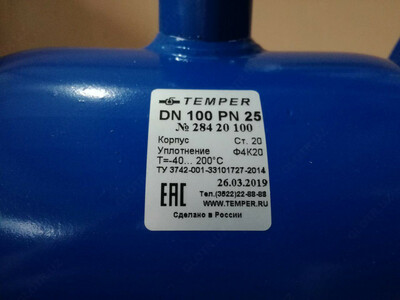 TEMPER
DN 100 PN 25
№ 284 20 100
Корпус Ст. 20
Уплотнение Ф4К20
T=-40... 200°C
ТУ 3742-001-33101727-2014
26.03.2019
EAC
Тел.(3822)22-88-88
WWW.TEMPER.RU
Сделано в России